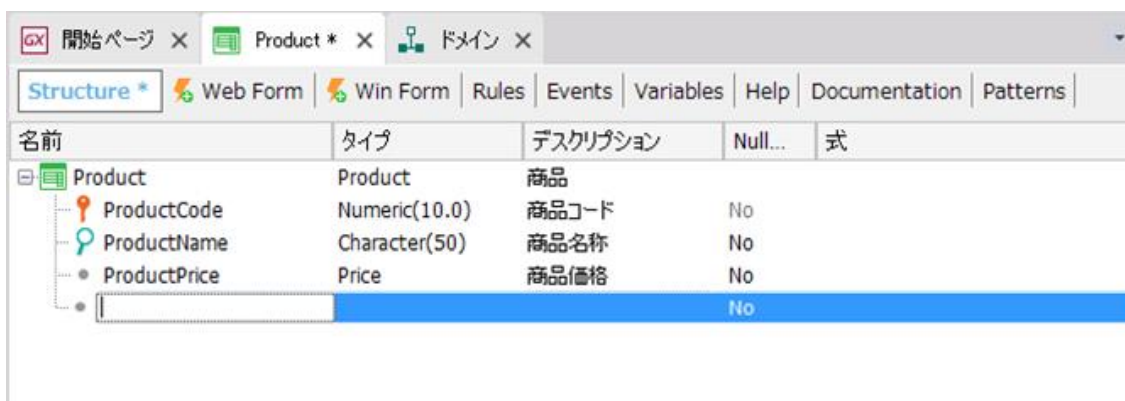 GX 開始ページ × Product * × ドメイン ×
Structure * Web Form Win Form Rules Events Variables Help Documentation Patterns
名前 タイプ デスクリプション Null... 式
Product Product 商品
ProductCode Numeric(10.0) 商品コード No
ProductName Character(50) 商品名称 No
ProductPrice Price 商品価格 No
No